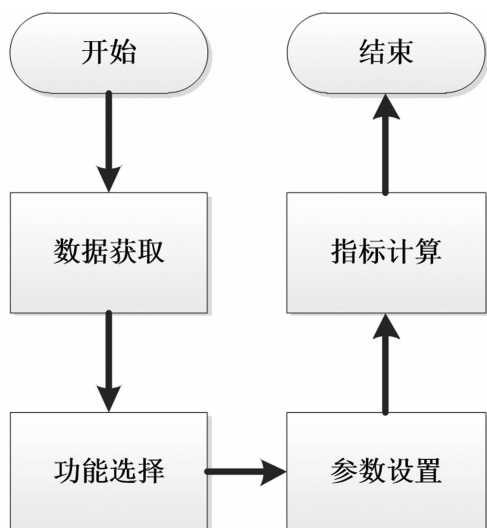 开始
数据获取
功能选择
参数设置
指标计算
结束